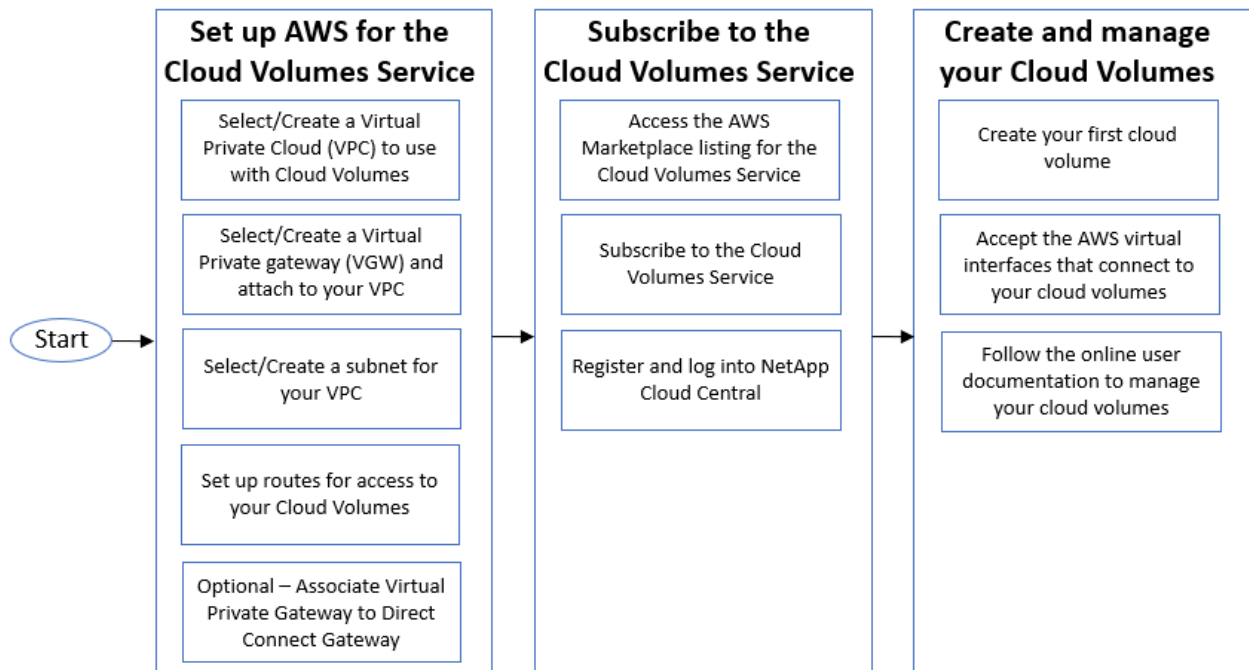 Start
Set up AWS for the
Cloud Volumes Service
Select/Create a Virtual
Private Cloud (VPC) to use
with Cloud Volumes
Select/Create a Virtual
Private gateway (VGW) and
attach to your VPC
Select/Create a subnet for
your VPC
Set up routes for access to
your Cloud Volumes
Optional – Associate Virtual
Private Gateway to Direct
Connect Gateway
Subscribe to the
Cloud Volumes Service
Access the AWS
Marketplace listing for the
Cloud Volumes Service
Subscribe to the Cloud
Volumes Service
Register and log into NetApp
Cloud Central
Create and manage
your Cloud Volumes
Create your first cloud
volume
Accept the AWS virtual
interfaces that connect to
your cloud volumes
Follow the online user
documentation to manage
your cloud volumes